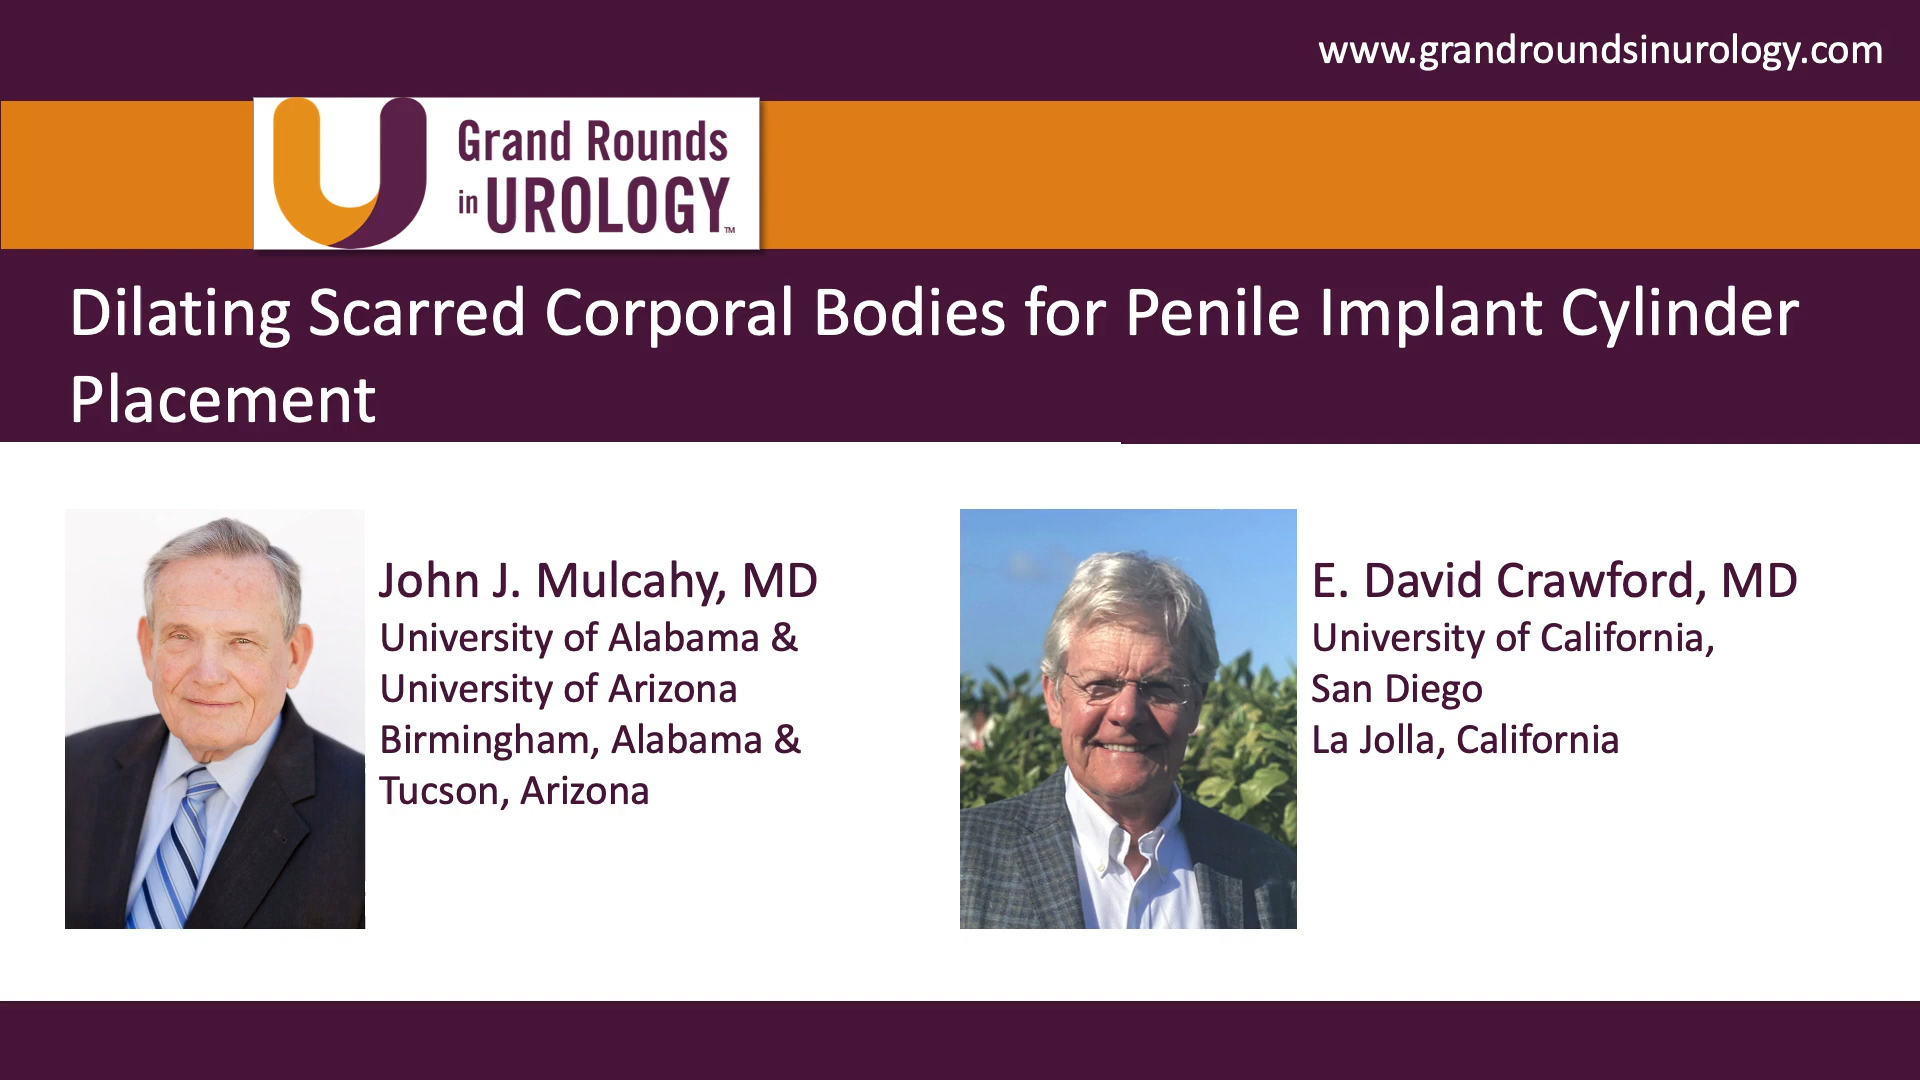 www.grandroundsinurology.com
Grand Rounds
in UROLOGY™
Dilating Scarred Corporal Bodies for Penile Implant Cylinder
Placement
John J. Mulcahy, MD
University of Alabama &
University of Arizona
Birmingham, Alabama &
Tucson, Arizona
E. David Crawford, MD
University of California,
San Diego
La Jolla, California